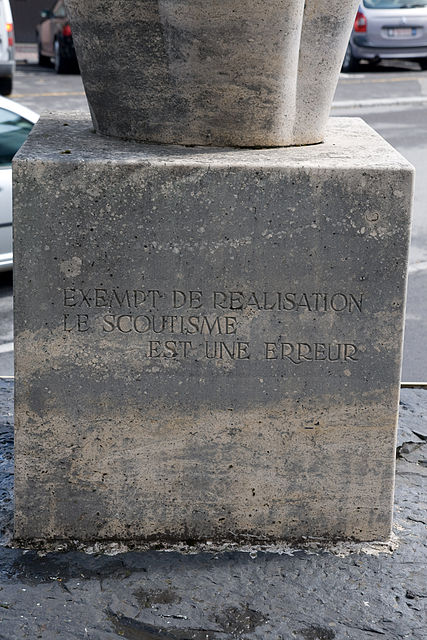 EXEMPT DE REALISATION
LE SCOUTISME
EST UNE ERREUR